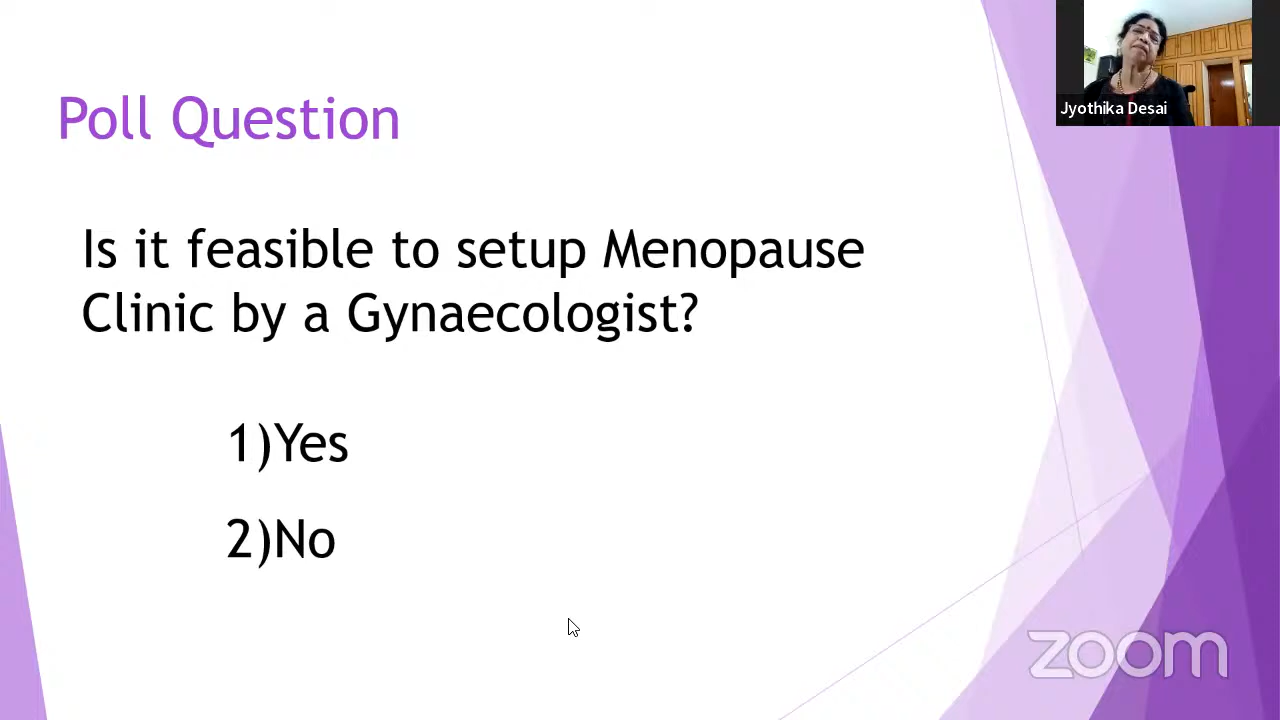 Poll Question
Jyothika Desai
Is it feasible to setup Menopause
Clinic by a Gynaecologist?
1)Yes
2)No
zoom